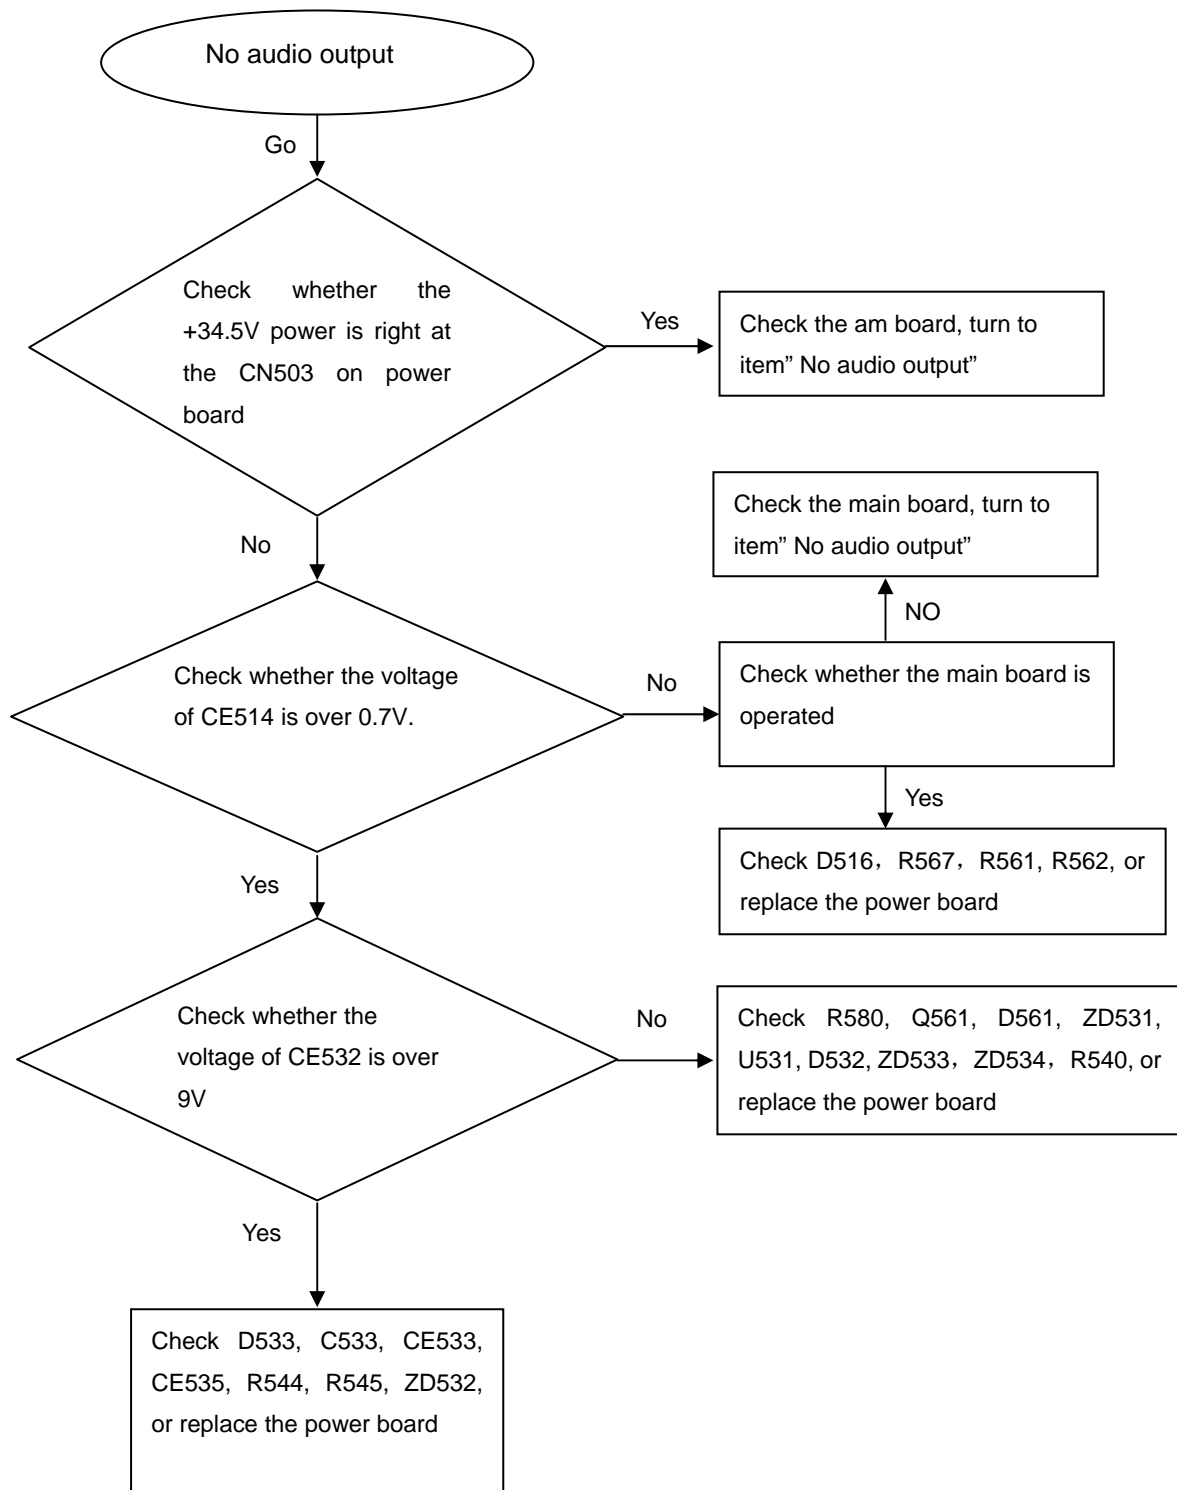 No audio output
Go
Check whether the
+34.5V power is right at
the CN503 on power
board
Yes
Check the am board, turn to
item” No audio output”
No
Check the main board, turn to
item” No audio output”
NO
Check whether the voltage
of CE514 is over 0.7V.
No
Check whether the main board is
operated
Yes
Check D516， R567， R561, R562, or
replace the power board
Yes
Check whether the
voltage of CE532 is over
9V
No
Check R580, Q561, D561, ZD531,
U531, D532, ZD533， ZD534， R540, or
replace the power board
Yes
Check D533, C533, CE533,
CE535, R544, R545, ZD532,
or replace the power board